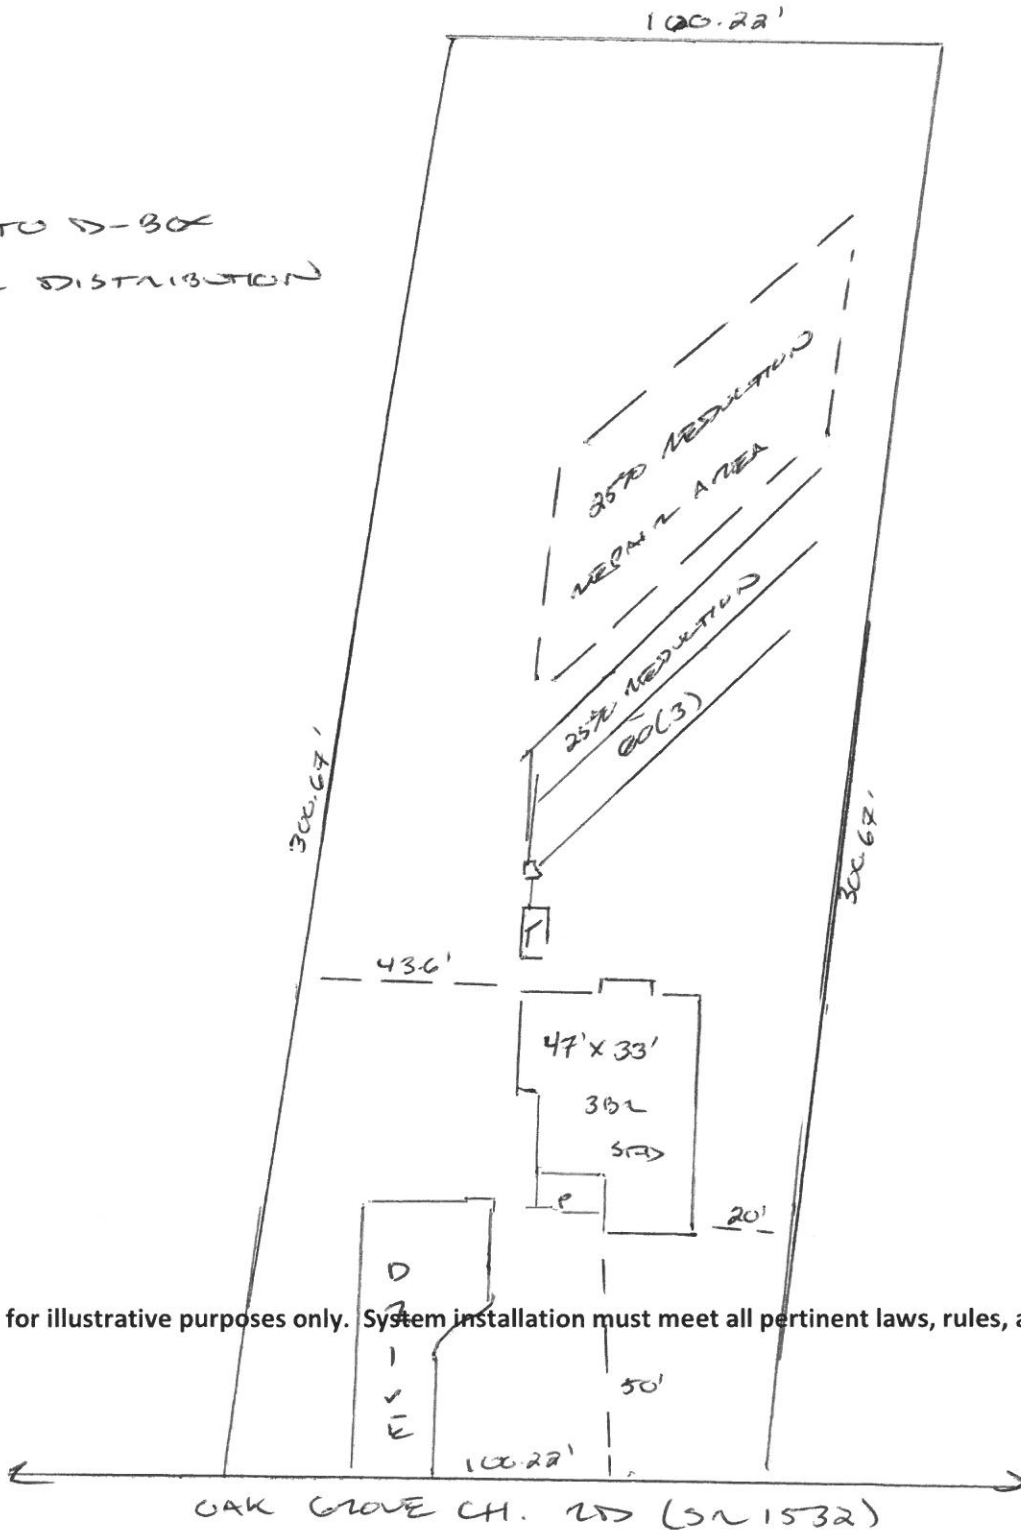 100.22'
TO D-BOX
DISTRIBUTION
25% REDUCTION
REPAIR AREA
25% REDUCTION
60(3)
300.67'
300.67'
T
43.6'
47' x 33'
3BR
SFD
P
20'
DRIVE
for illustrative purposes only. System installation must meet all pertinent laws, rules, a
50'
100.22'
OAK GROVE CH. RD (SR 1532)